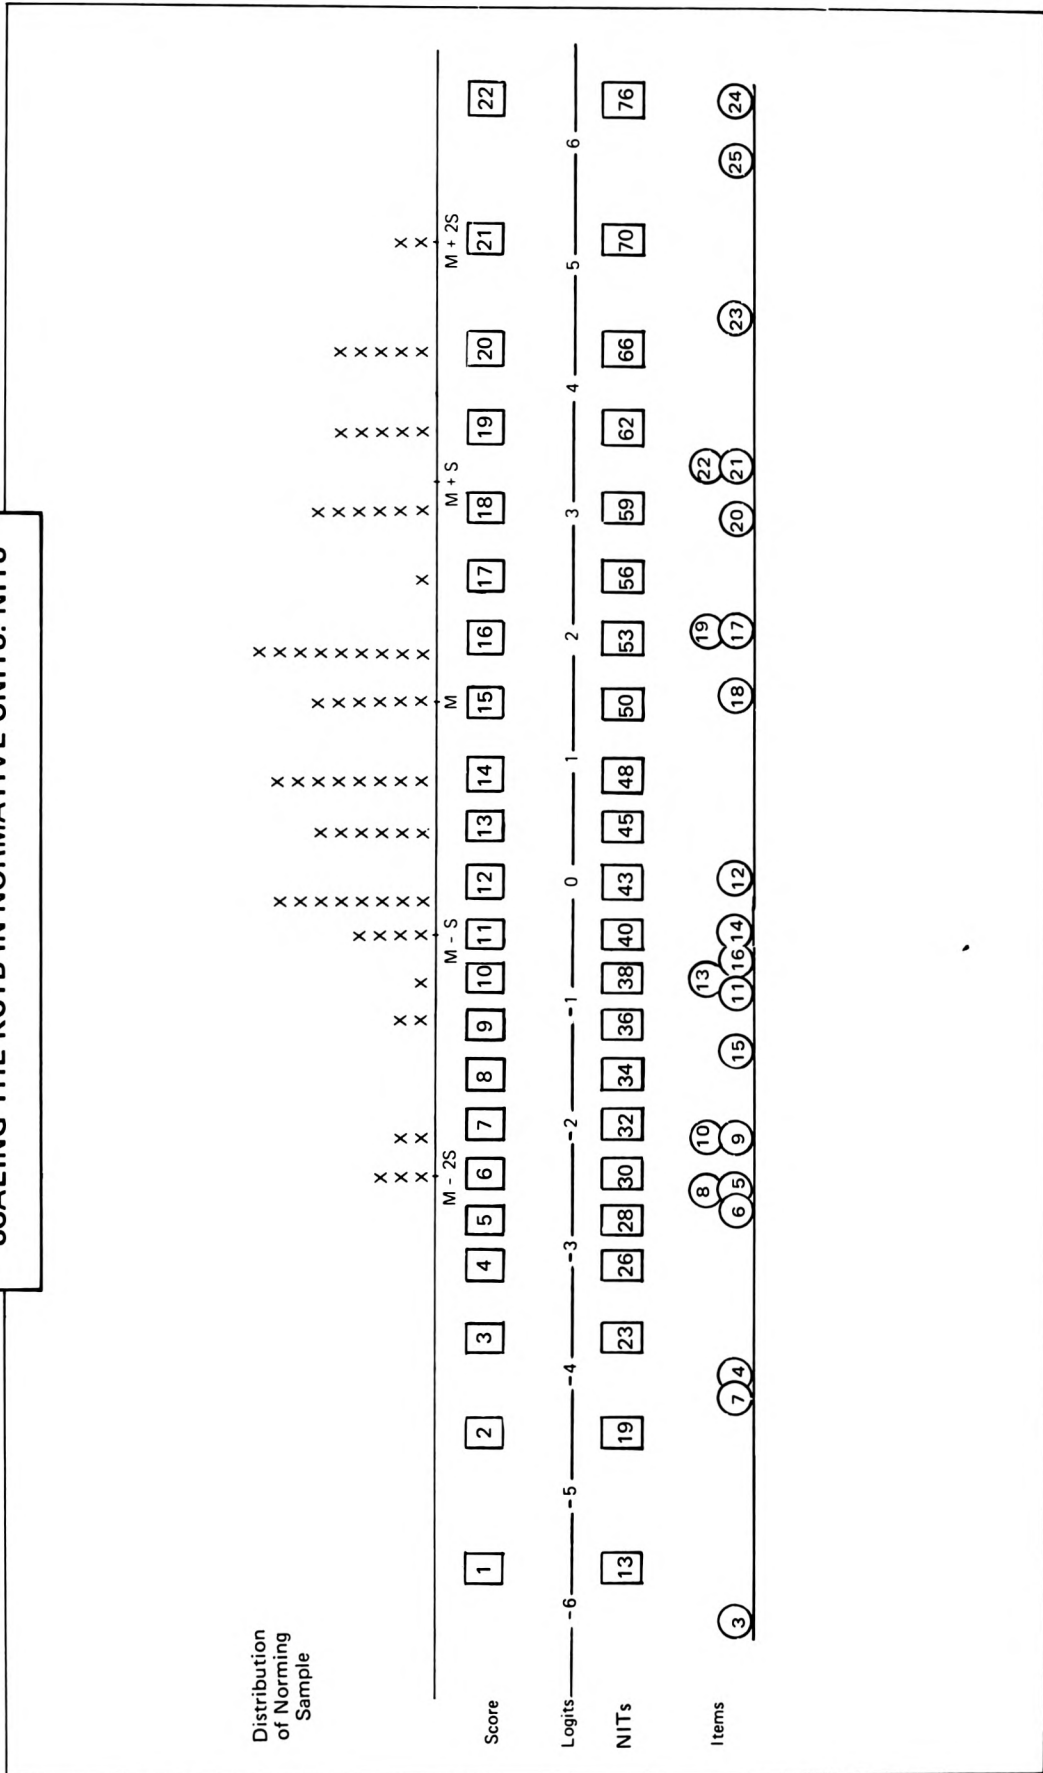 SCALING THE KCTB IN NORMATIVE UNITS: NITS
Distribution
of Norming
Sample
M - 2S M - S M M + S M + 2S
Score 1 2 3 4 5 6 7 8 9 10 11 12 13 14 15 16 17 18 19 20 21 22
Logits -6 -5 -4 -3 -2 -1 0 1 2 3 4 5 6
NITs 13 19 23 26 28 30 32 34 36 38 40 43 45 48 50 53 56 59 62 66 70 76
8 10 13 19 22
Items 3 7 4 6 5 9 15 11 16 14 12 18 17 20 21 23 25 24